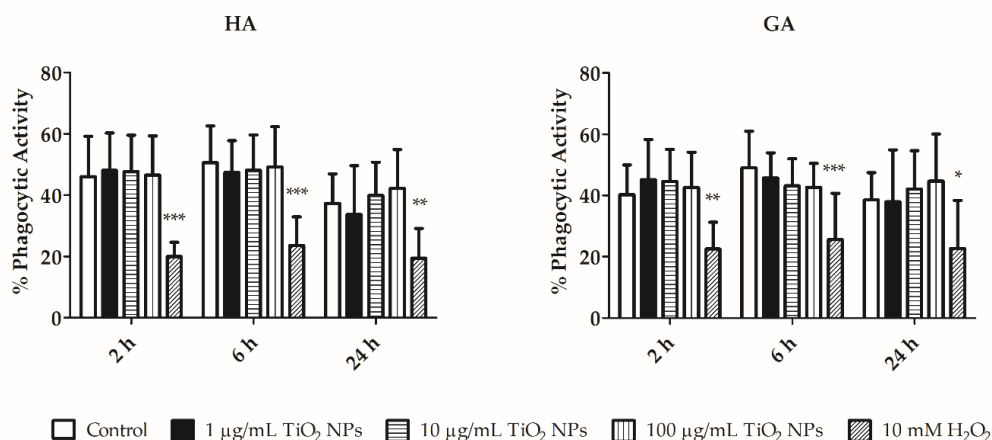 HA
% Phagocytic Activity
80
60
40
20
0
***
***
**
2 h
6 h
24 h
GA
% Phagocytic Activity
80
60
40
20
0
**
***
*
2 h
6 h
24 h
Control 1 µg/mL TiO₂ NPs 10 µg/mL TiO₂ NPs 100 µg/mL TiO₂ NPs 10 mM H₂O₂